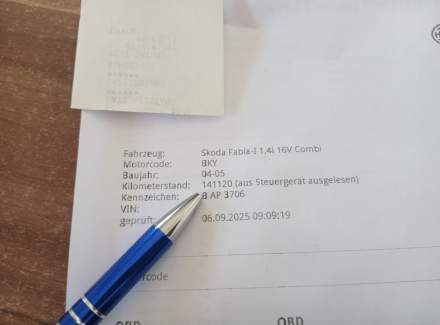 Fahrzeug: Skoda Fabia-I 1.4i 16V Combi
Motorcode: BKY
Baujahr: 04-05
Kilometerstand: 141120 (aus Steuergerät ausgelesen)
Kennzeichen: B AP 3706
VIN:
geprüft: 06.09.2025 09:09:19
rcode
OBD OBD